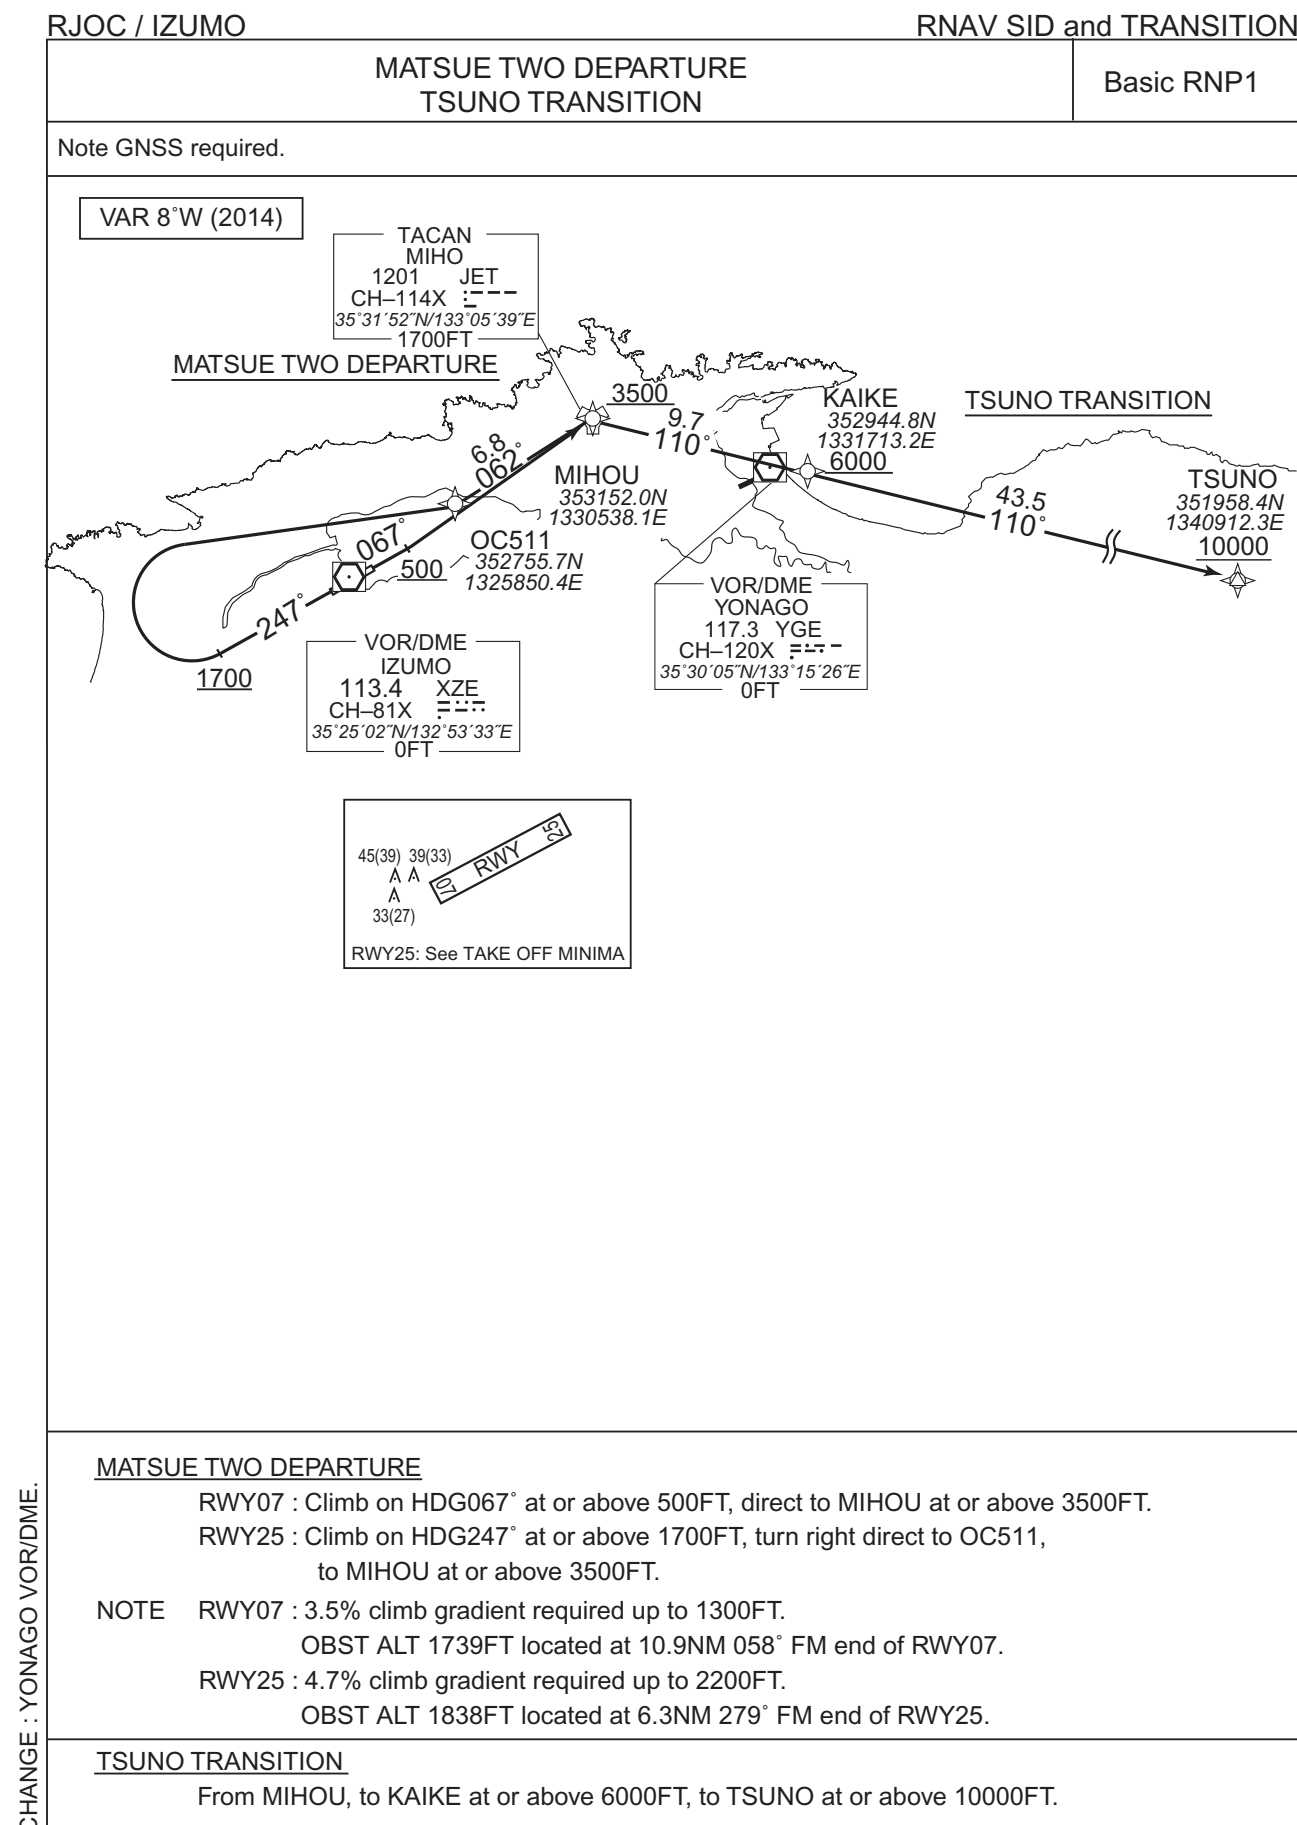 RJOC / IZUMO
RNAV SID and TRANSITION
MATSUE TWO DEPARTURE
TSUNO TRANSITION
Basic RNP1
Note GNSS required.
VAR 8˚W (2014)
TACAN
MIHO
1201 JET
CH–114X
35˚31´52˝N/133˚05´39˝E
1700FT
MATSUE TWO DEPARTURE
3500
9.7
110˚
KAIKE
352944.8N
1331713.2E
6000
TSUNO TRANSITION
6.8
062˚
MIHOU
353152.0N
1330538.1E
TSUNO
351958.4N
1340912.3E
10000
43.5
110˚
067˚
500
OC511
352755.7N
1325850.4E
247˚
1700
VOR/DME
IZUMO
113.4 XZE
CH–81X
35˚25´02˝N/132˚53´33˝E
0FT
VOR/DME
YONAGO
117.3 YGE
CH–120X
35˚30´05˝N/133˚15´26˝E
0FT
45(39) 39(33)
33(27)
07 RWY 25
RWY25: See TAKE OFF MINIMA
MATSUE TWO DEPARTURE
RWY07 : Climb on HDG067˚ at or above 500FT, direct to MIHOU at or above 3500FT.
RWY25 : Climb on HDG247˚ at or above 1700FT, turn right direct to OC511,
to MIHOU at or above 3500FT.
NOTE RWY07 : 3.5% climb gradient required up to 1300FT.
OBST ALT 1739FT located at 10.9NM 058˚ FM end of RWY07.
RWY25 : 4.7% climb gradient required up to 2200FT.
OBST ALT 1838FT located at 6.3NM 279˚ FM end of RWY25.
TSUNO TRANSITION
From MIHOU, to KAIKE at or above 6000FT, to TSUNO at or above 10000FT.
CHANGE : YONAGO VOR/DME.